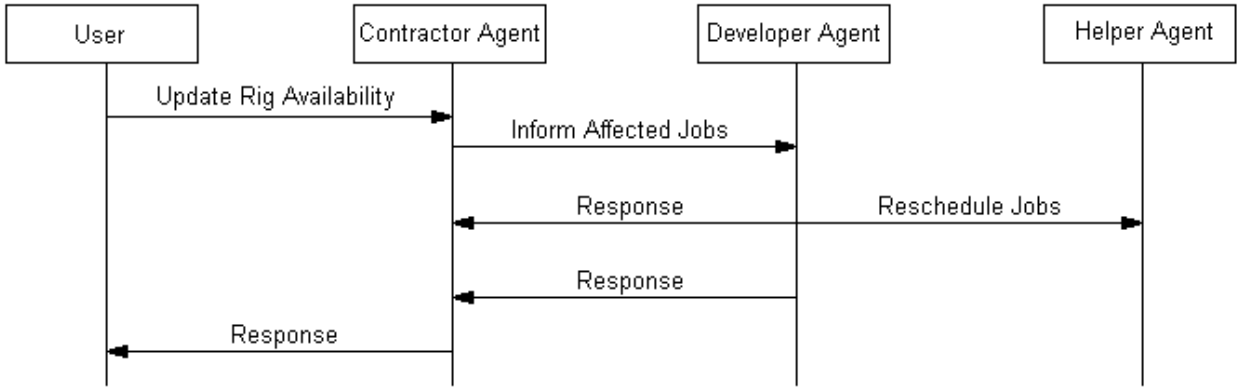 User
Contractor Agent
Developer Agent
Helper Agent
Update Rig Availability
Inform Affected Jobs
Response
Reschedule Jobs
Response
Response